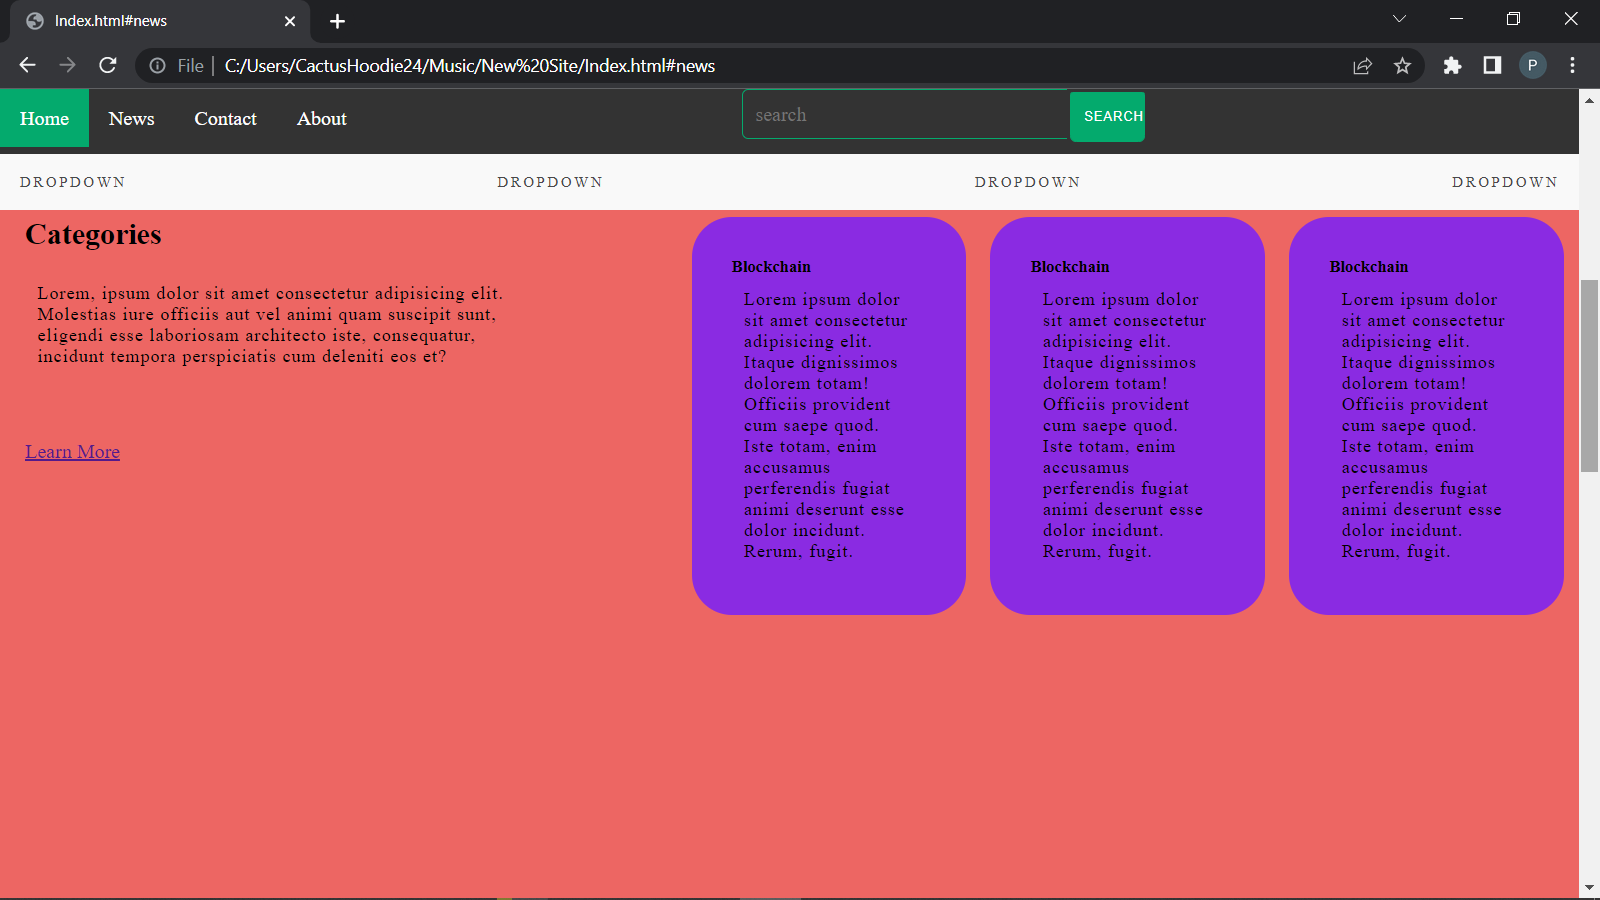 Index.html#news
File
C:/Users/CactusHoodie24/Music/New%20Site/Index.html#news
P
Home News Contact About
search
SEARCH
DROPDOWN DROPDOWN DROPDOWN DROPDOWN
Categories
Lorem, ipsum dolor sit amet consectetur adipisicing elit.
Molestias iure officiis aut vel animi quam suscipit sunt,
eligendi esse laboriosam architecto iste, consequatur,
incidunt tempora perspiciatis cum deleniti eos et?
Learn More
Blockchain
Lorem ipsum dolor
sit amet consectetur
adipisicing elit.
Itaque dignissimos
dolorem totam!
Officiis provident
cum saepe quod.
Iste totam, enim
accusamus
perferendis fugiat
animi deserunt esse
dolor incidunt.
Rerum, fugit.
Blockchain
Lorem ipsum dolor
sit amet consectetur
adipisicing elit.
Itaque dignissimos
dolorem totam!
Officiis provident
cum saepe quod.
Iste totam, enim
accusamus
perferendis fugiat
animi deserunt esse
dolor incidunt.
Rerum, fugit.
Blockchain
Lorem ipsum dolor
sit amet consectetur
adipisicing elit.
Itaque dignissimos
dolorem totam!
Officiis provident
cum saepe quod.
Iste totam, enim
accusamus
perferendis fugiat
animi deserunt esse
dolor incidunt.
Rerum, fugit.